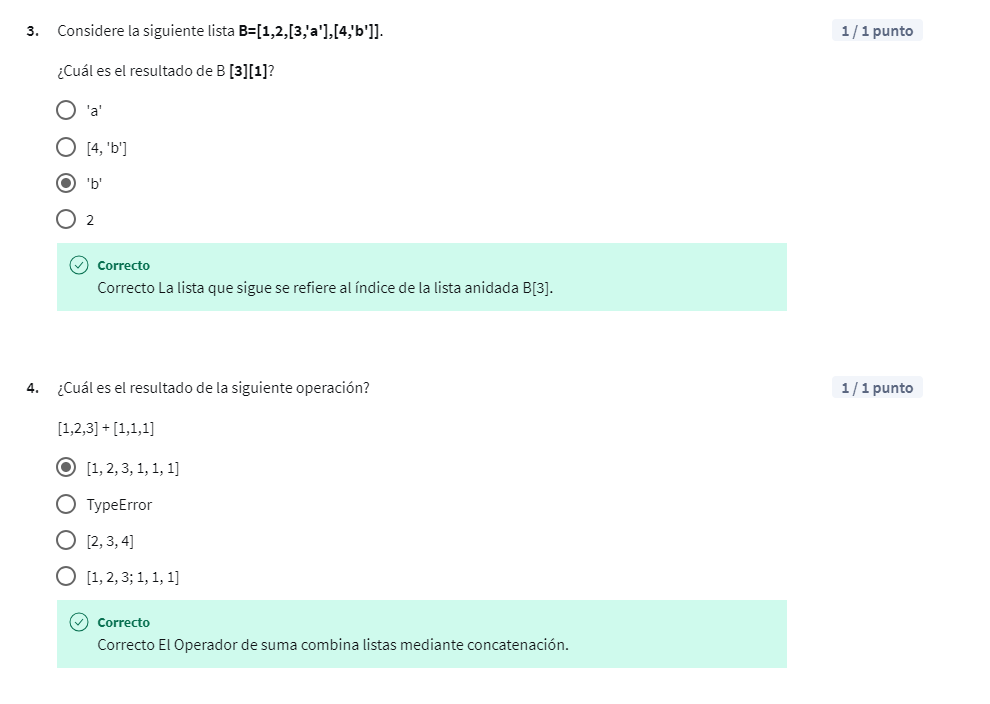 3. Considere la siguiente lista B=[1,2,[3,'a'],[4,'b']]. 1 / 1 punto
¿Cuál es el resultado de B [3][1]?
'a'
[4, 'b']
'b'
2
Correcto
Correcto La lista que sigue se refiere al índice de la lista anidada B[3].
4. ¿Cuál es el resultado de la siguiente operación? 1 / 1 punto
[1,2,3] + [1,1,1]
[1, 2, 3, 1, 1, 1]
TypeError
[2, 3, 4]
[1, 2, 3; 1, 1, 1]
Correcto
Correcto El Operador de suma combina listas mediante concatenación.